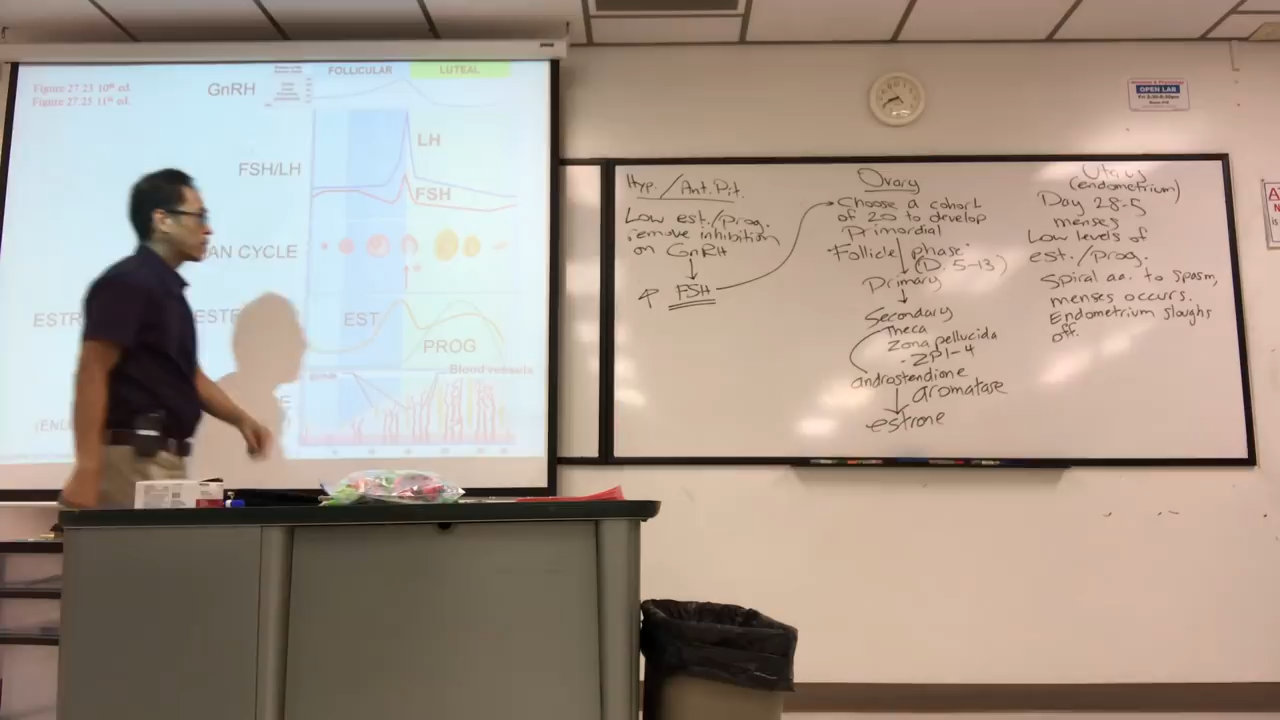 Figure 27.23 10th ed.
Figure 27.25 11th ed.
GnRH
FOLLICULAR
LUTEAL
LH
FSH/LH
FSH
AN CYCLE
ESTR
ESTR
EST
PROG
Blood vessels
Hyp./Ant. Pit.
Low est./prog.
remove inhibition
on GnRH
↓
↑ FSH
Ovary
Choose a cohort
of 20 to develop
Primordial
"Follicle phase"
(D. 5-13)
Primary
↓
Secondary
Theca
Zona pellucida
·ZP1-4
androstendione
aromatase
estrone
(endometrium)
Day 28-5
menses
Low levels of
est./prog.
Spiral aa. to spasm,
menses occurs.
Endometrium sloughs
off.
OPEN LAB